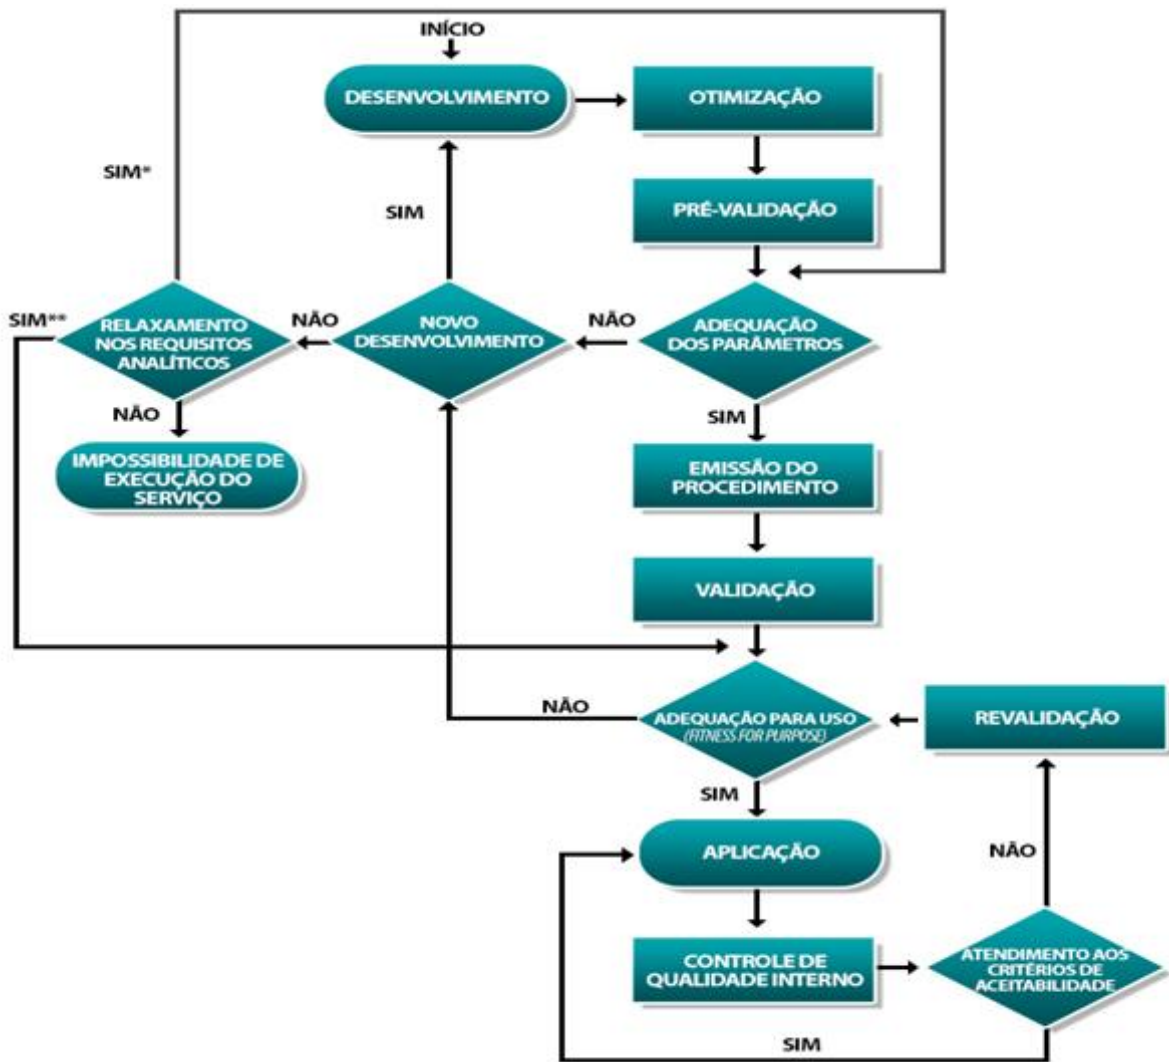 INÍCIO
DESENVOLVIMENTO
OTIMIZAÇÃO
SIM*
SIM
PRÉ-VALIDAÇÃO
SIM**
RELAXAMENTO
NOS REQUISITOS
ANALÍTICOS
NÃO
NOVO
DESENVOLVIMENTO
NÃO
ADEQUAÇÃO
DOS PARÂMETROS
NÃO
SIM
IMPOSSIBILIDADE DE
EXECUÇÃO DO
SERVIÇO
EMISSÃO DO
PROCEDIMENTO
VALIDAÇÃO
NÃO
ADEQUAÇÃO PARA USO
(FITNESS FOR PURPOSE)
REVALIDAÇÃO
SIM
APLICAÇÃO
NÃO
CONTROLE DE
QUALIDADE INTERNO
ATENDIMENTO AOS
CRITÉRIOS DE
ACEITABILIDADE
SIM